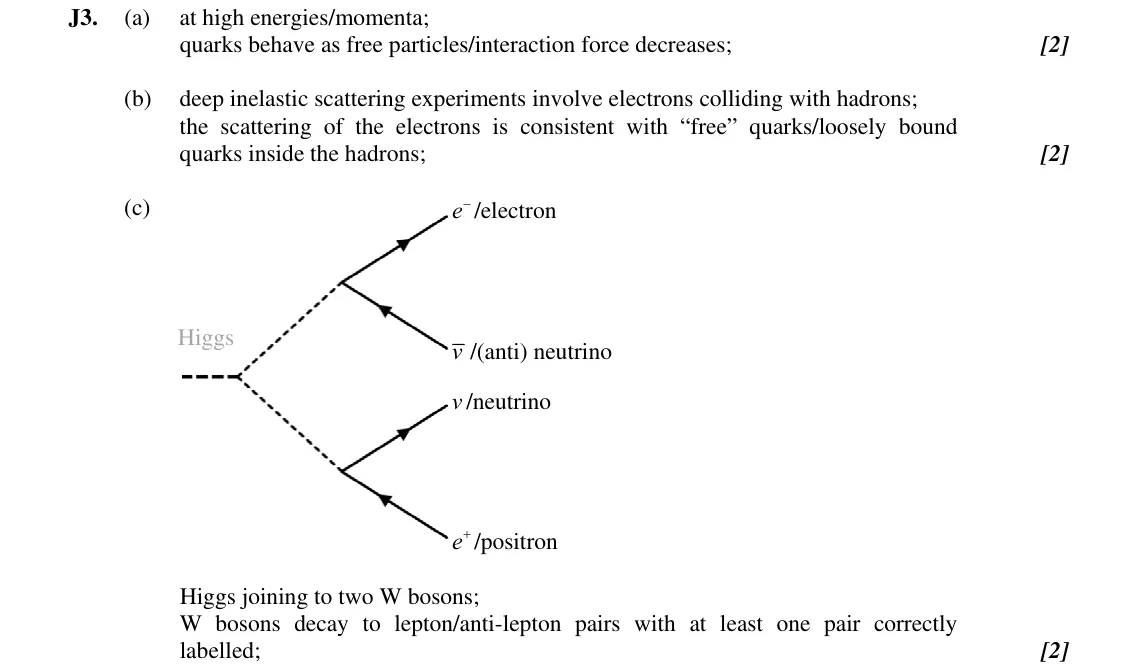 J3. (a) at high energies/momenta;
quarks behave as free particles/interaction force decreases; [2]
(b) deep inelastic scattering experiments involve electrons colliding with hadrons;
the scattering of the electrons is consistent with “free” quarks/loosely bound
quarks inside the hadrons; [2]
(c)
e⁻/electron
Higgs
ν̅ /(anti) neutrino
ν/neutrino
e⁺/positron
Higgs joining to two W bosons;
W bosons decay to lepton/anti-lepton pairs with at least one pair correctly
labelled; [2]